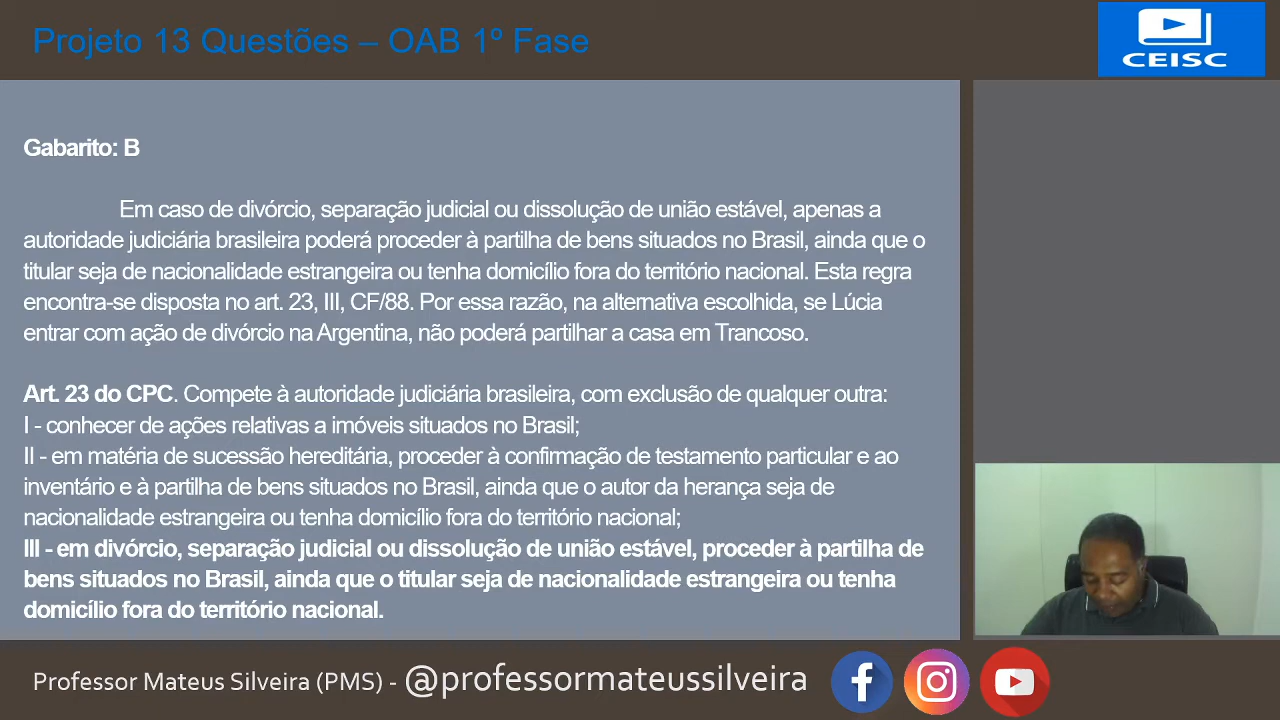 Projeto 13 Questões – OAB 1º Fase
CEISC
Gabarito: B
Em caso de divórcio, separação judicial ou dissolução de união estável, apenas a
autoridade judiciária brasileira poderá proceder à partilha de bens situados no Brasil, ainda que o
titular seja de nacionalidade estrangeira ou tenha domicílio fora do território nacional. Esta regra
encontra-se disposta no art. 23, III, CF/88. Por essa razão, na alternativa escolhida, se Lúcia
entrar com ação de divórcio na Argentina, não poderá partilhar a casa em Trancoso.
Art. 23 do CPC. Compete à autoridade judiciária brasileira, com exclusão de qualquer outra:
I - conhecer de ações relativas a imóveis situados no Brasil;
II - em matéria de sucessão hereditária, proceder à confirmação de testamento particular e ao
inventário e à partilha de bens situados no Brasil, ainda que o autor da herança seja de
nacionalidade estrangeira ou tenha domicílio fora do território nacional;
III - em divórcio, separação judicial ou dissolução de união estável, proceder à partilha de
bens situados no Brasil, ainda que o titular seja de nacionalidade estrangeira ou tenha
domicílio fora do território nacional.
Professor Mateus Silveira (PMS) - @professormateussilveira